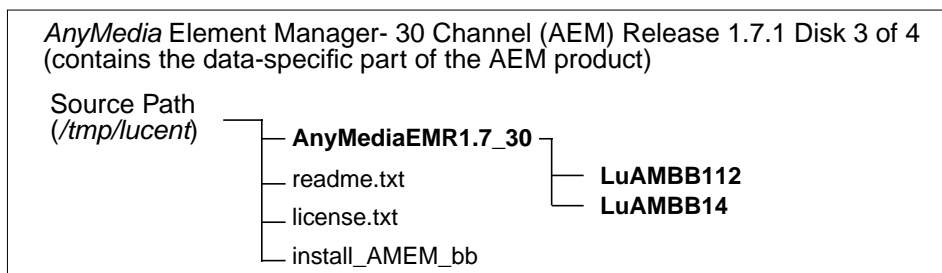 AnyMedia Element Manager- 30 Channel (AEM) Release 1.7.1 Disk 3 of 4
(contains the data-specific part of the AEM product)
Source Path
(/tmp/lucent)
AnyMediaEMR1.7_30
readme.txt
license.txt
install_AMEM_bb
LuAMBB112
LuAMBB14